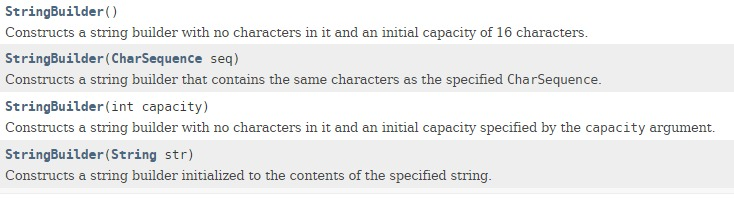 StringBuilder()
Constructs a string builder with no characters in it and an initial capacity of 16 characters.
StringBuilder(CharSequence seq)
Constructs a string builder that contains the same characters as the specified CharSequence.
StringBuilder(int capacity)
Constructs a string builder with no characters in it and an initial capacity specified by the capacity argument.
StringBuilder(String str)
Constructs a string builder initialized to the contents of the specified string.